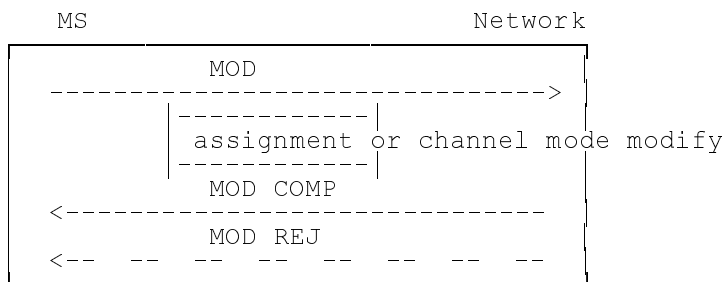 MS Network
MOD
assignment or channel mode modify
MOD COMP
MOD REJ